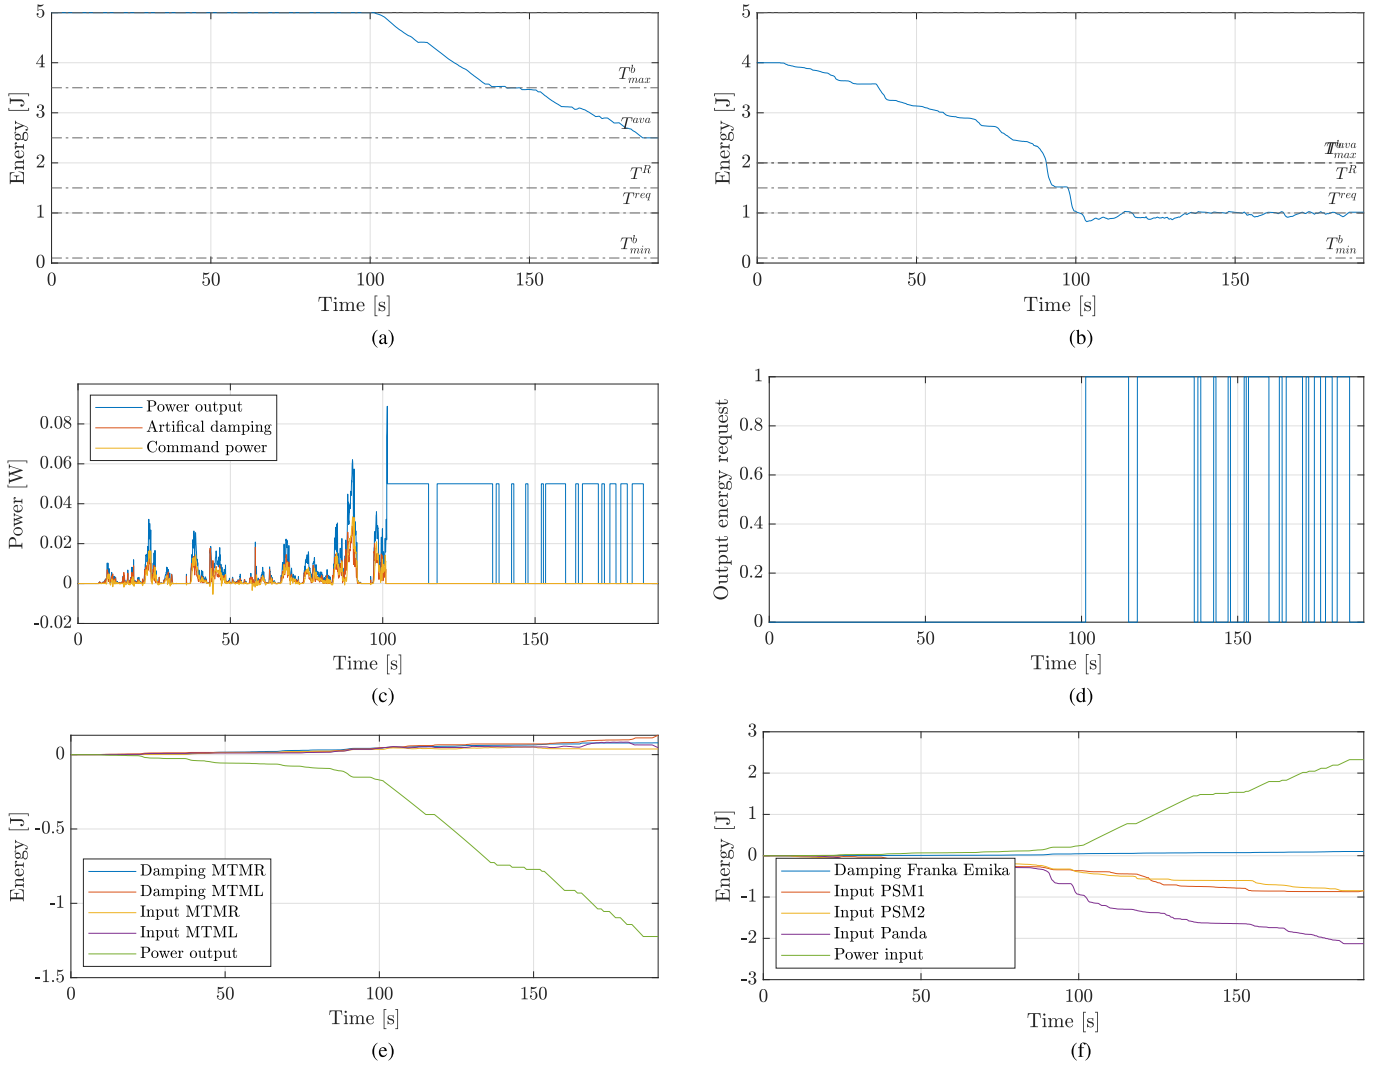 5
4
3
2
1
0
Energy [J]
T^b_max
T^ava
T^R
T^req
T^b_min
0 50 100 150
Time [s]
(a)
5
4
3
2
1
0
Energy [J]
T^b_max
T^R
T^req
T^b_min
0 50 100 150
Time [s]
(b)
0.08
0.06
0.04
0.02
0
-0.02
Power [W]
Power output
Artifical damping
Command power
0 50 100 150
Time [s]
(c)
1
0.8
0.6
0.4
0.2
0
Output energy request
0 50 100 150
Time [s]
(d)
0
-0.5
-1
-1.5
Energy [J]
Damping MTMR
Damping MTML
Input MTMR
Input MTML
Power output
0 50 100 150
Time [s]
(e)
3
2
1
0
-1
-2
-3
Energy [J]
Damping Franka Emika
Input PSM1
Input PSM2
Input Panda
Power input
0 50 100 150
Time [s]
(f)